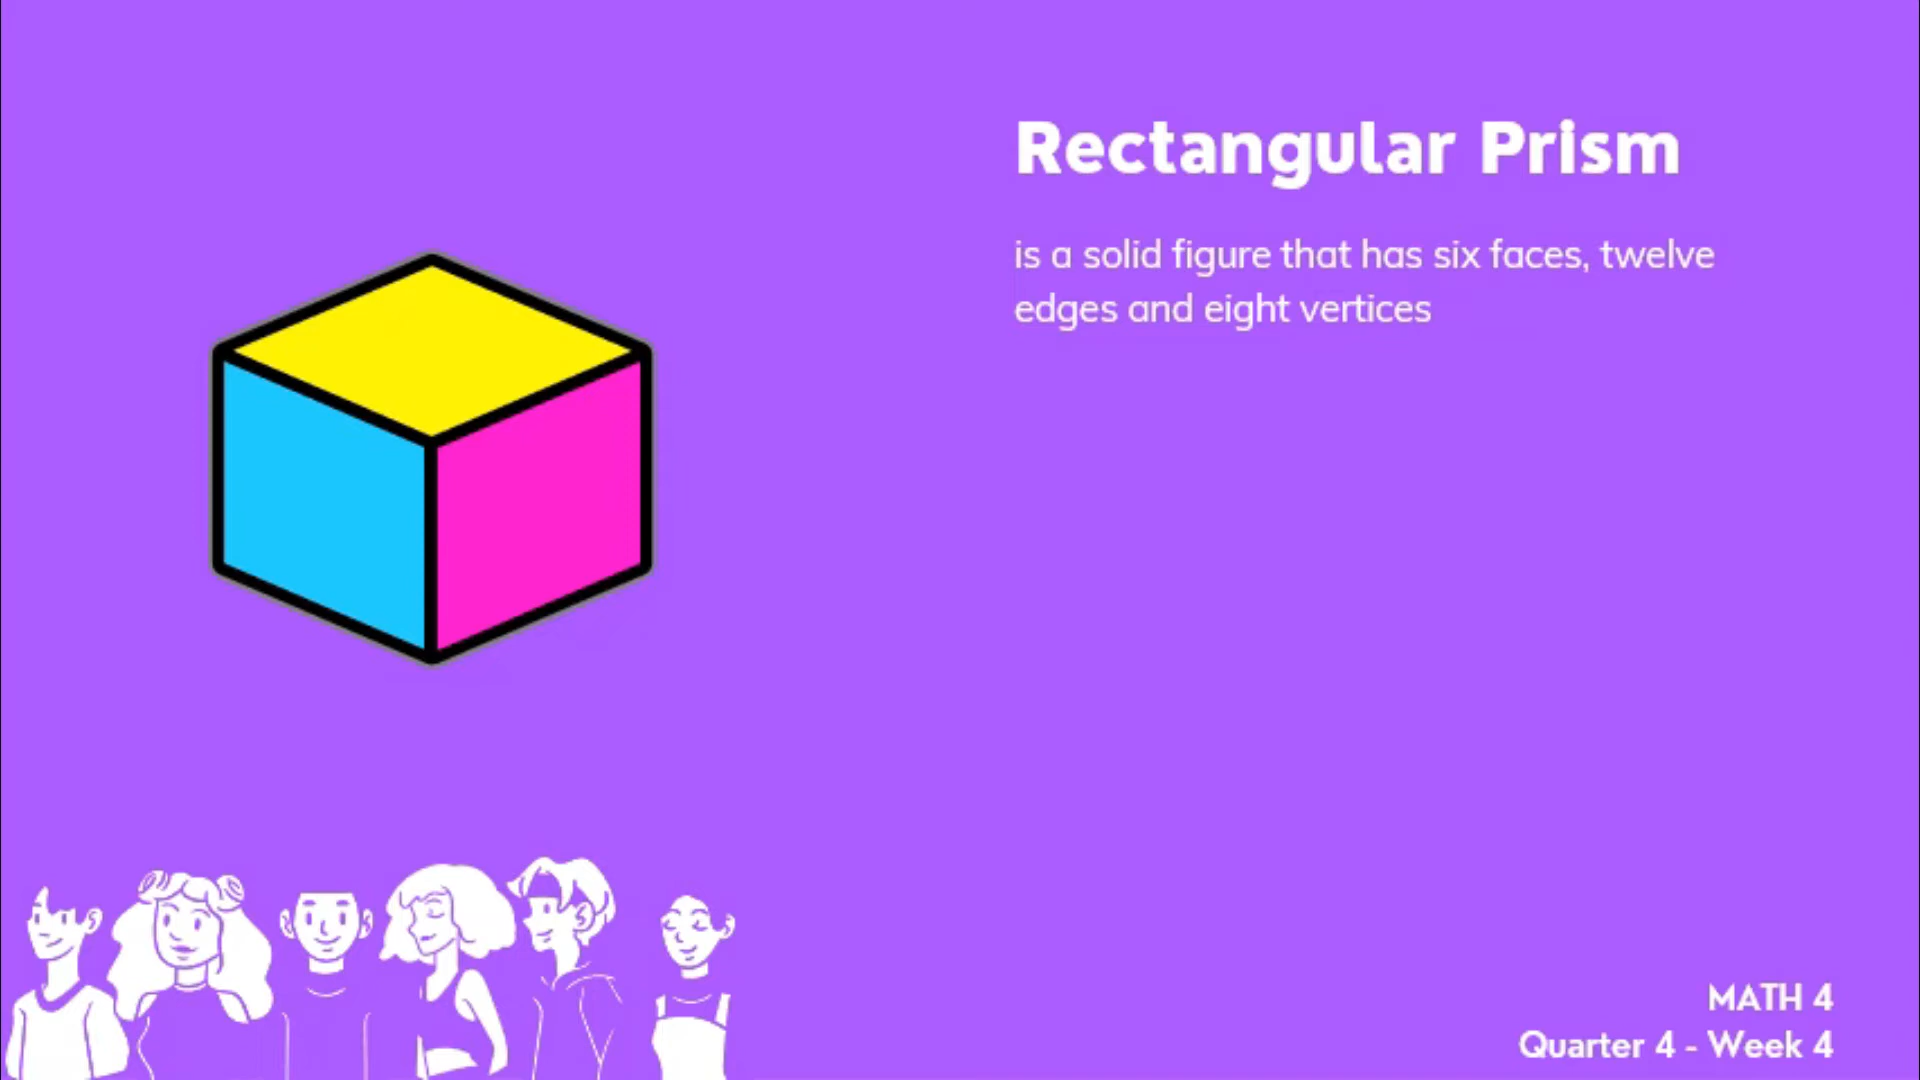 Rectangular Prism
is a solid figure that has six faces, twelve
edges and eight vertices
MATH 4
Quarter 4 - Week 4